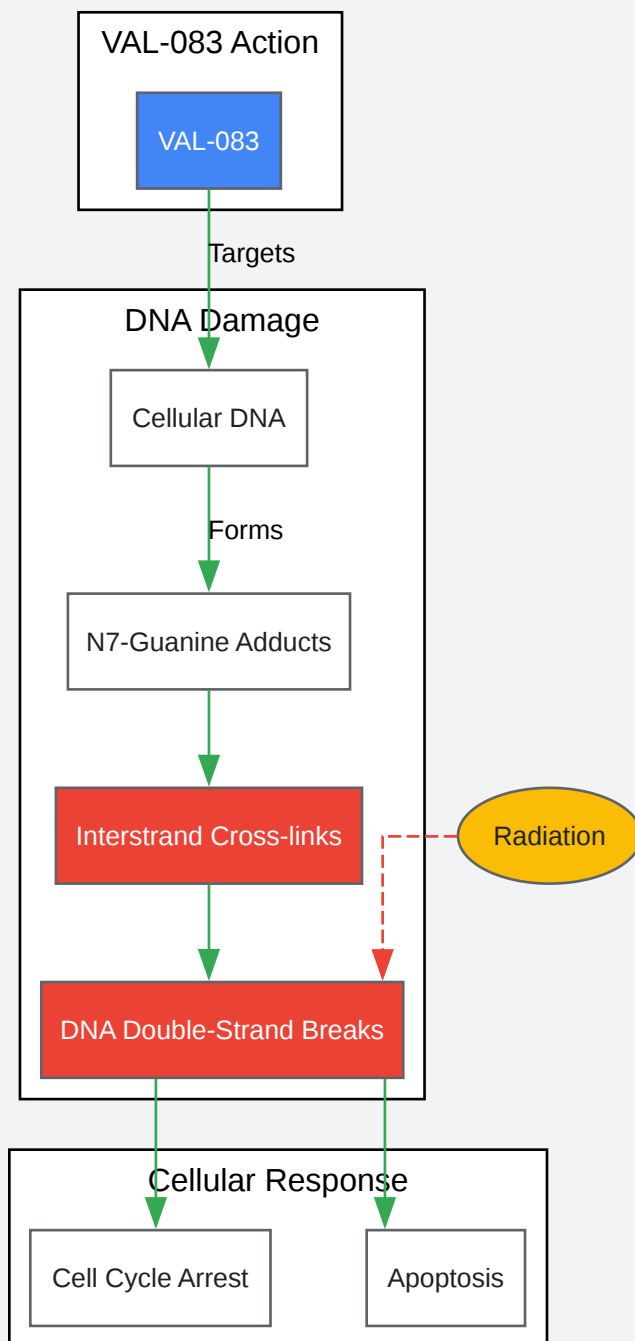 VAL-083 Action
VAL-083
Targets
DNA Damage
Cellular DNA
Forms
N7-Guanine Adducts
Interstrand Cross-links
Radiation
DNA Double-Strand Breaks
Cellular Response
Cell Cycle Arrest
Apoptosis